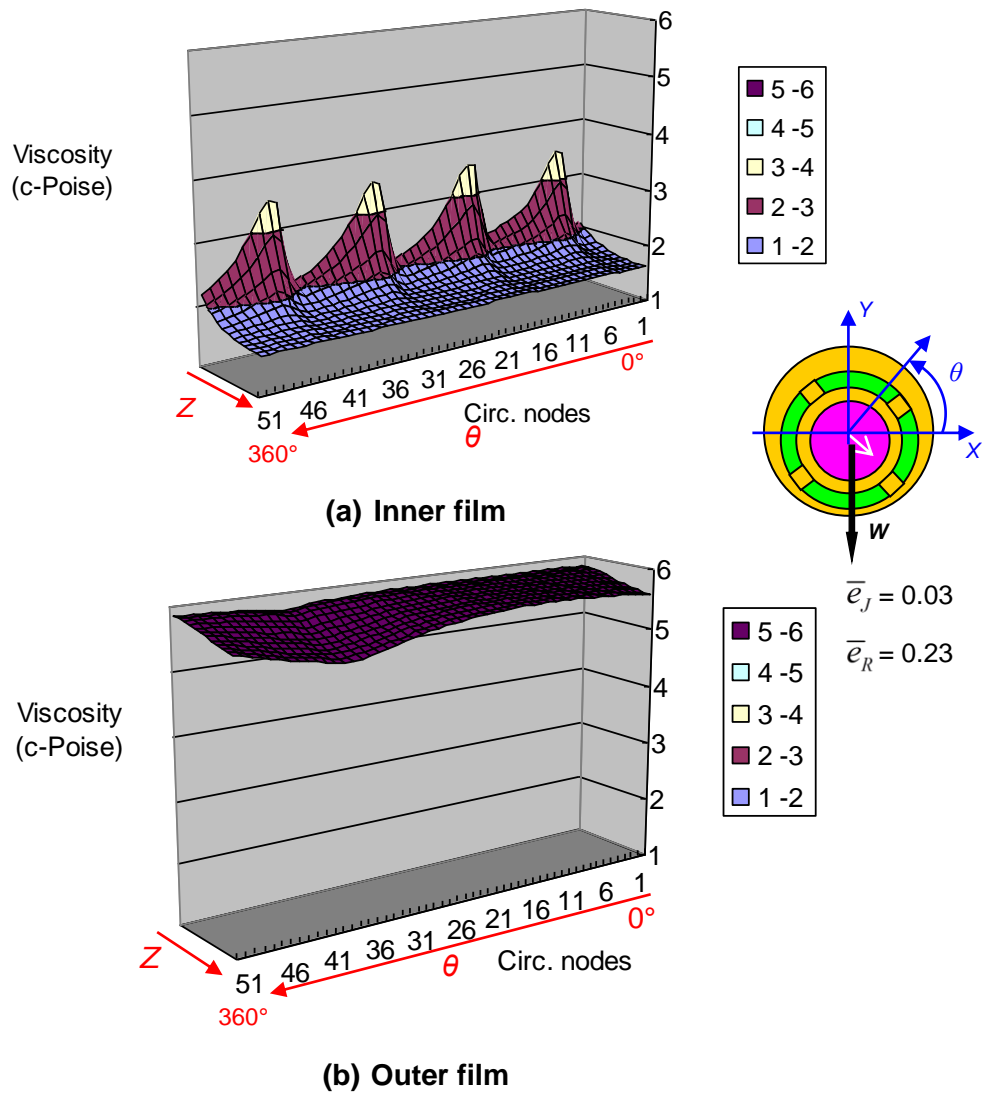 6
5
4
3
2
1
Viscosity
(c-Poise)
5 -6
4 -5
3 -4
2 -3
1 -2
51 46 41 36 31 26 21 16 11 6 1
Z
0°
360°
Circ. nodes
θ
(a) Inner film
Y
θ
X
W
e̅_J = 0.03
e̅_R = 0.23
6
5
4
3
2
1
Viscosity
(c-Poise)
5 -6
4 -5
3 -4
2 -3
1 -2
51 46 41 36 31 26 21 16 11 6 1
Z
0°
360°
θ Circ. nodes
(b) Outer film